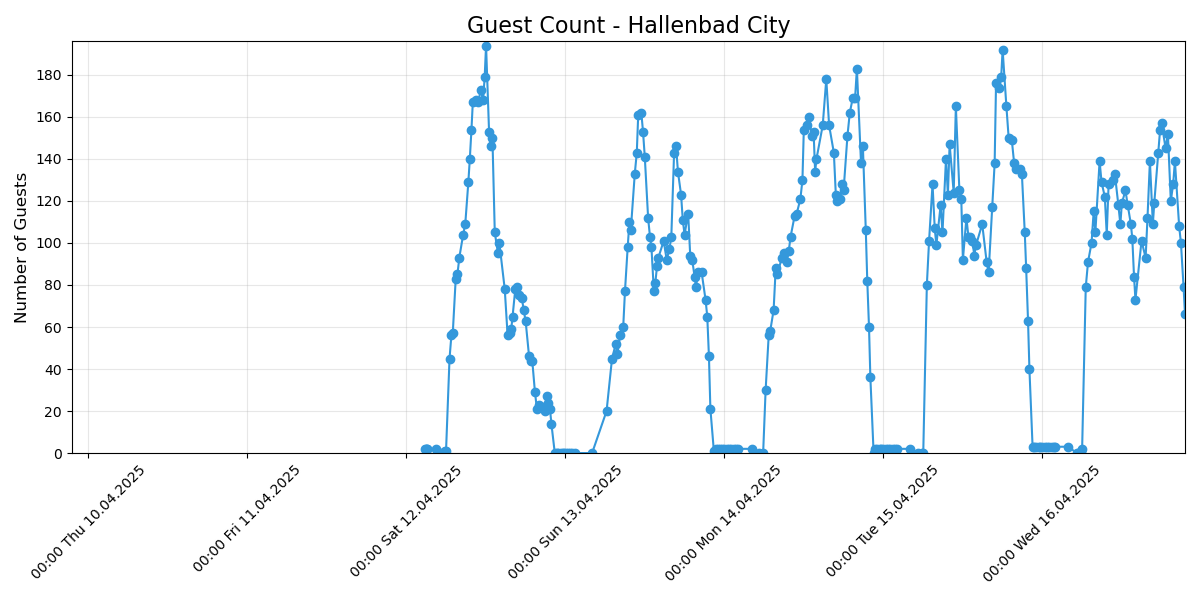 Guest Count - Hallenbad City
Number of Guests
180
160
140
120
100
80
60
40
20
0
00:00 Thu 10.04.2025
00:00 Fri 11.04.2025
00:00 Sat 12.04.2025
00:00 Sun 13.04.2025
00:00 Mon 14.04.2025
00:00 Tue 15.04.2025
00:00 Wed 16.04.2025